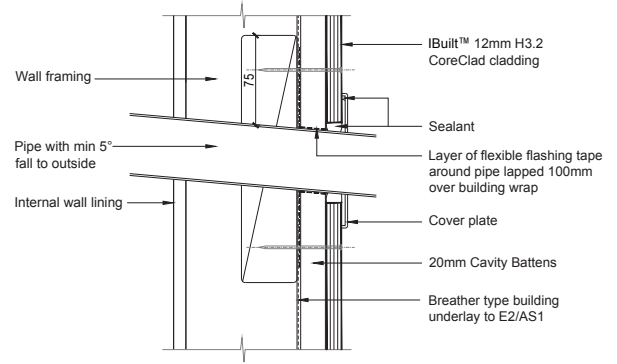 Wall framing
Pipe with min 5°
fall to outside
Internal wall lining
75
IBuilt™ 12mm H3.2
CoreClad cladding
Sealant
Layer of flexible flashing tape
around pipe lapped 100mm
over building wrap
Cover plate
20mm Cavity Battens
Breather type building
underlay to E2/AS1